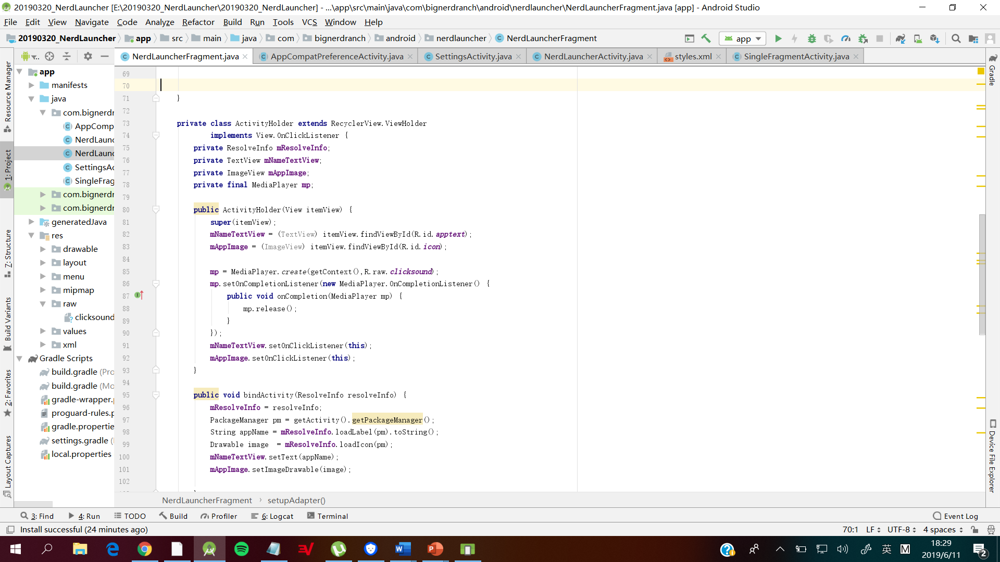 20190320_NerdLauncher [E:\20190320_NerdLauncher\20190320_NerdLauncher] - ...\app\src\main\java\com\bignerdranch\android\nerdlauncher\NerdLauncherFragment.java [app] - Android Studio
File Edit View Navigate Code Analyze Refactor Build Run Tools VCS Window Help
20190320_NerdLauncher app src main java com bignerdranch android nerdlauncher NerdLauncherFragment
app
NerdLauncherFragment.java AppCompatPreferenceActivity.java SettingsActivity.java NerdLauncherActivity.java styles.xml SingleFragmentActivity.java
Resource Manager
1: Project
7: Structure
Build Variants
2: Favorites
Layout Captures
app
manifests
java
com.bignerdr
AppComp
NerdLaunc
NerdLaunc
SettingsAc
SingleFrag
com.bignerdr
com.bignerdr
generatedJava
res
drawable
layout
menu
mipmap
raw
clicksound
values
xml
Gradle Scripts
build.gradle (Pro
build.gradle (Mo
gradle-wrapper.p
proguard-rules.p
gradle.propertie
settings.gradle (
local.properties
69
70
71 }
72
73 private class ActivityHolder extends RecyclerView.ViewHolder
74 implements View.OnClickListener {
75 private ResolveInfo mResolveInfo;
76 private TextView mNameTextView;
77 private ImageView mAppImage;
78 private final MediaPlayer mp;
79
80 public ActivityHolder(View itemView) {
81 super(itemView);
82 mNameTextView = (TextView) itemView.findViewById(R.id.apptext);
83 mAppImage = (ImageView) itemView.findViewById(R.id.icon);
84
85 mp = MediaPlayer.create(getContext(),R.raw.clicksound);
86 mp.setOnCompletionListener(new MediaPlayer.OnCompletionListener() {
87 public void onCompletion(MediaPlayer mp) {
88 mp.release();
89 }
90 });
91 mNameTextView.setOnClickListener(this);
92 mAppImage.setOnClickListener(this);
93 }
94
95 public void bindActivity(ResolveInfo resolveInfo) {
96 mResolveInfo = resolveInfo;
97 PackageManager pm = getActivity().getPackageManager();
98 String appName = mResolveInfo.loadLabel(pm).toString();
99 Drawable image = mResolveInfo.loadIcon(pm);
100 mNameTextView.setText(appName);
101 mAppImage.setImageDrawable(image);
102
Gradle
Device File Explorer
NerdLauncherFragment setupAdapter()
3: Find 4: Run TODO Build Profiler 6: Logcat Terminal Event Log
Install successful (24 minutes ago) 70:1 LF UTF-8 4 spaces
英 M 18:29
2019/6/11 2